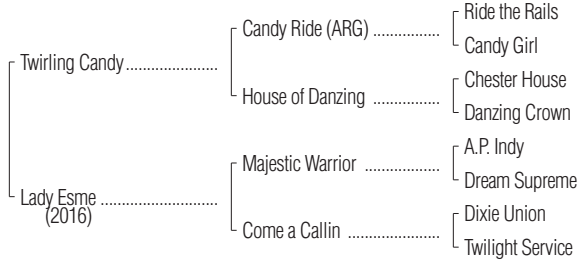 Ride the Rails
Candy Ride (ARG) ................
Candy Girl
Twirling Candy ......................
Chester House
House of Danzing ................
Danzing Crown
A.P. Indy
Majestic Warrior ..................
Dream Supreme
Lady Esme ............................
(2016)
Dixie Union
Come a Callin ......................
Twilight Service